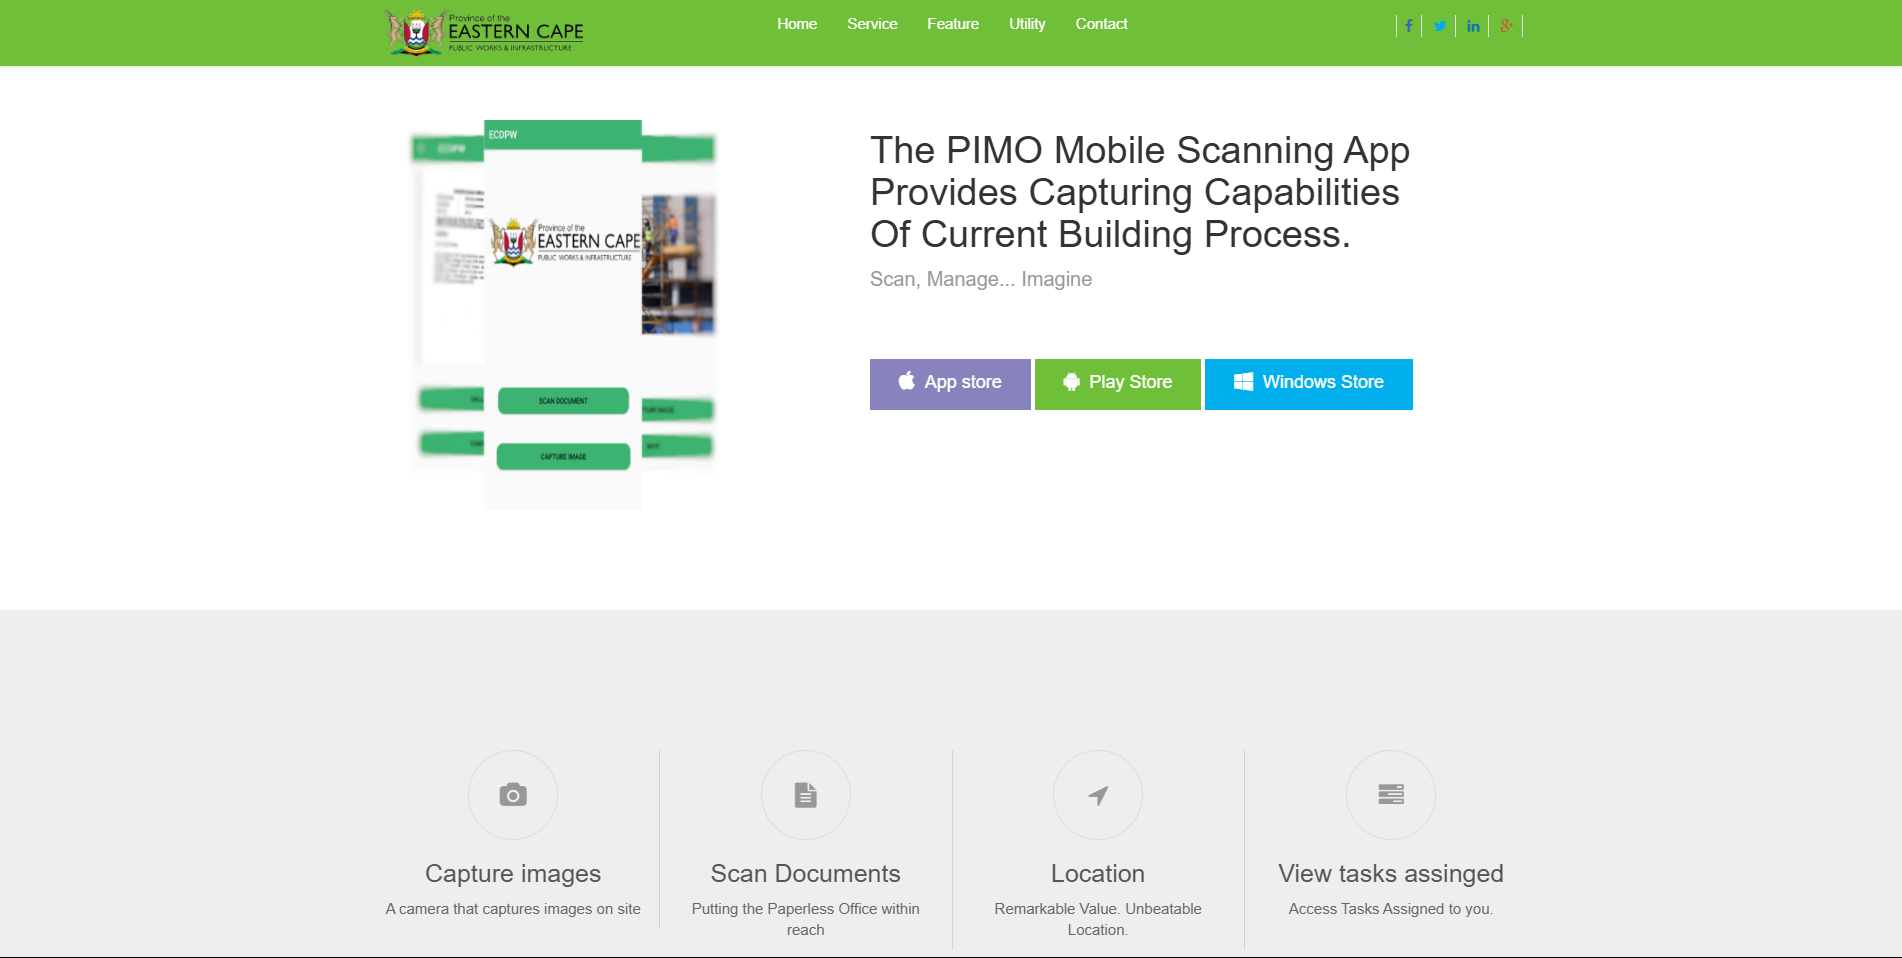 Province of the
EASTERN CAPE
PUBLIC WORKS & INFRASTRUCTURE
Home Service Feature Utility Contact
ECDPW
ECDPW
Province of the
EASTERN CAPE
PUBLIC WORKS & INFRASTRUCTURE
SCAN DOCUMENT
CAPTURE IMAGE
SAVE
The PIMO Mobile Scanning App
Provides Capturing Capabilities
Of Current Building Process.
Scan, Manage... Imagine
App store
Play Store
Windows Store
Capture images
A camera that captures images on site
Scan Documents
Putting the Paperless Office within
reach
Location
Remarkable Value. Unbeatable
Location.
View tasks assinged
Access Tasks Assigned to you.